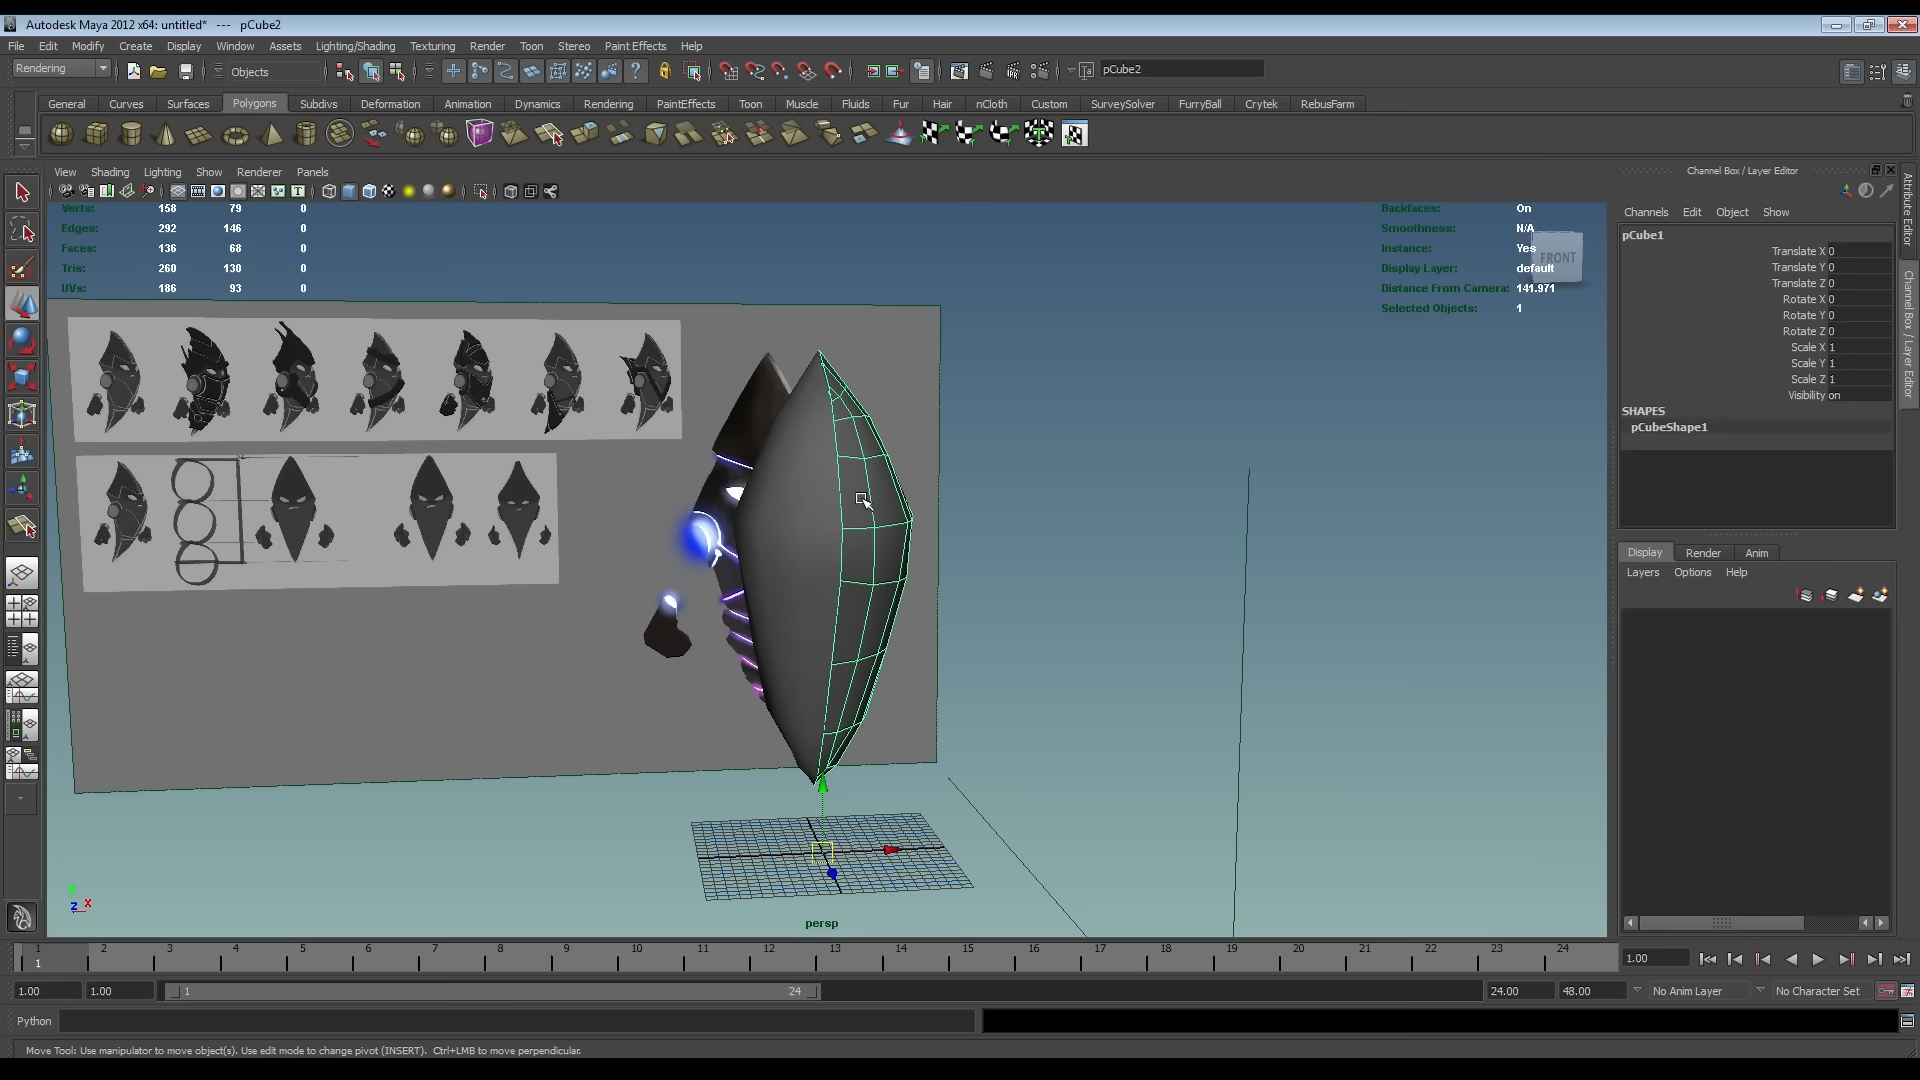 Autodesk Maya 2012 x64: untitled* --- pCube2
File Edit Modify Create Display Window Assets Lighting/Shading Texturing Render Toon Stereo Paint Effects Help
Rendering Objects pCube2
General Curves Surfaces Polygons Subdivs Deformation Animation Dynamics Rendering PaintEffects Toon Muscle Fluids Fur Hair nCloth Custom SurveySolver FurryBall Crytek RebusFarm
View Shading Lighting Show Renderer Panels
Verts: 158 79 0
Edges: 292 146 0
Faces: 136 68 0
Tris: 260 130 0
UVs: 186 93 0
Backfaces: On
Smoothness: N/A
Instance: Yes
Display Layer: default
Distance From Camera: 141.971
Selected Objects: 1
FRONT
Channel Box / Layer Editor
Channels Edit Object Show
pCube1
Translate X 0
Translate Y 0
Translate Z 0
Rotate X 0
Rotate Y 0
Rotate Z 0
Scale X 1
Scale Y 1
Scale Z 1
Visibility on
SHAPES
pCubeShape1
Attribute Editor
Channel Box / Layer Editor
Display Render Anim
Layers Options Help
persp
Y
Z X
1 2 3 4 5 6 7 8 9 10 11 12 13 14 15 16 17 18 19 20 21 22 23 24
1
1.00
1.00 1.00 1 24 24.00 48.00 No Anim Layer No Character Set
Python
Move Tool: Use manipulator to move object(s). Use edit mode to change pivot (INSERT). Ctrl+LMB to move perpendicular.